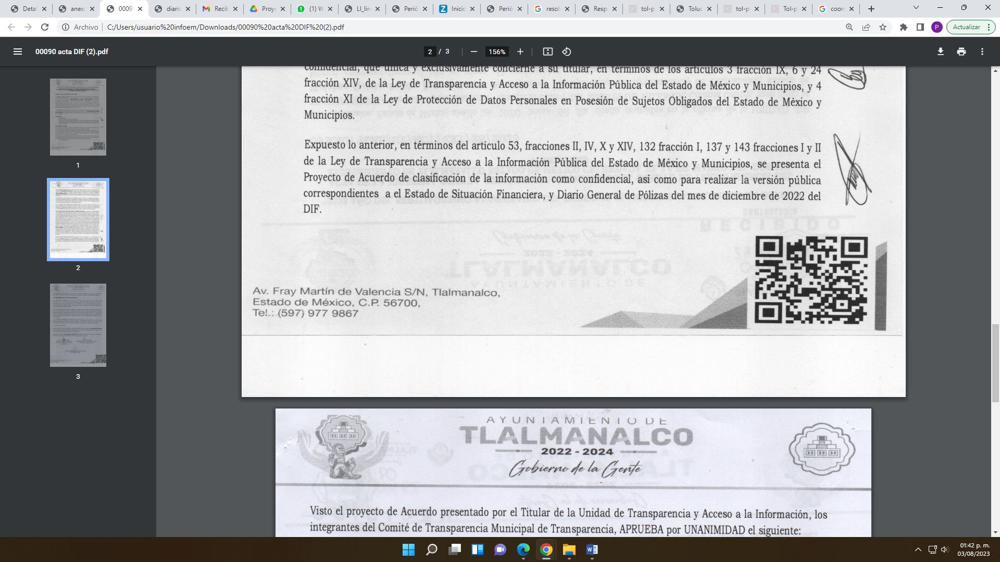 Detal
anexo
0009
diaric
Recib
Proye
(1) W
LI_lin
Perió
Inicio
Perió
resol
Resp
tol-p
Toluc
tol-p
Tol-p
coord
Archivo
C:/Users/usuario%20infoem/Downloads/00090%20acta%20DIF%20(2).pdf
P
Actualizar
00090 acta DIF (2).pdf
2 / 3
156%
1
2
3
confidencial, que única y exclusivamente concierne a su titular, en términos de los artículos 3 fracción IX, 6 y 24
fracción XIV, de la Ley de Transparencia y Acceso a la Información Pública del Estado de México y Municipios, y 4
fracción XI de la Ley de Protección de Datos Personales en Posesión de Sujetos Obligados del Estado de México y
Municipios.
Expuesto lo anterior, en términos del artículo 53, fracciones II, IV, X y XIV, 132 fracción I, 137 y 143 fracciones I y II
de la Ley de Transparencia y Acceso a la Información Pública del Estado de México y Municipios, se presenta el
Proyecto de Acuerdo de clasificación de la información como confidencial, así como para realizar la versión pública
correspondientes a el Estado de Situación Financiera, y Diario General de Pólizas del mes de diciembre de 2022 del
DIF.
Av. Fray Martín de Valencia S/N, Tlalmanalco,
Estado de México, C.P. 56700,
Tel.: (597) 977 9867
AYUNTAMIENTO DE
TLALMANALCO
2022 - 2024
Gobierno de la Gente
Visto el proyecto de Acuerdo presentado por el Titular de la Unidad de Transparencia y Acceso a la Información, los
integrantes del Comité de Transparencia Municipal de Transparencia, APRUEBA por UNANIMIDAD el siguiente:
01:42 p. m.
03/08/2023